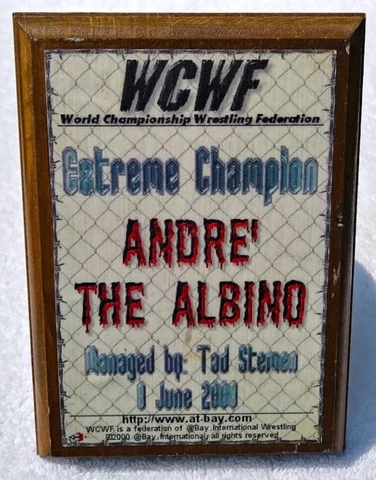 WCWF
World Championship Wrestling Federation
Extreme Champion
ANDRE'
THE ALBINO
Managed by: Tad Stemen
8 June 2000
http://www.at-bay.com
WCWF is a federation of @Bay International Wrestling
©2000 @Bay International, all rights reserved